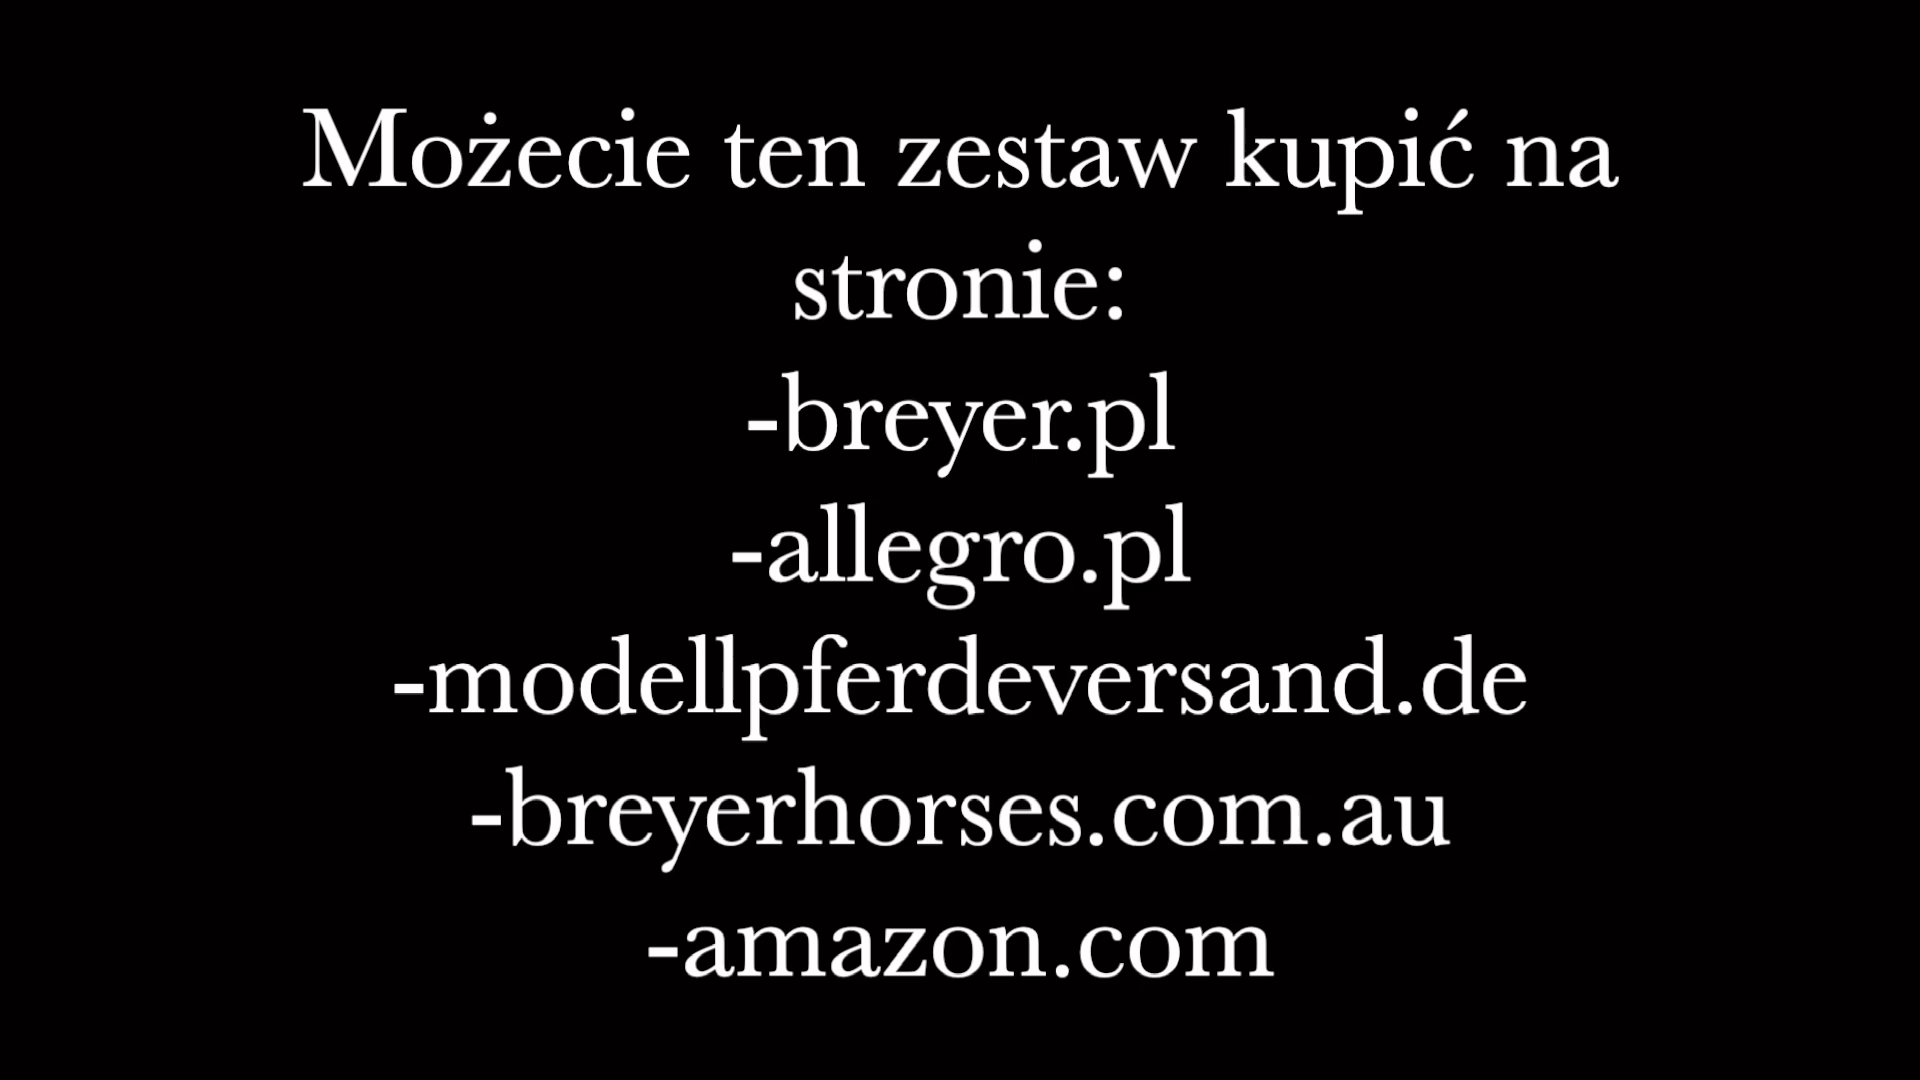 Możecie ten zestaw kupić na
stronie:
-breyer.pl
-allegro.pl
-modellpferdeversand.de
-breyerhorses.com.au
-amazon.com